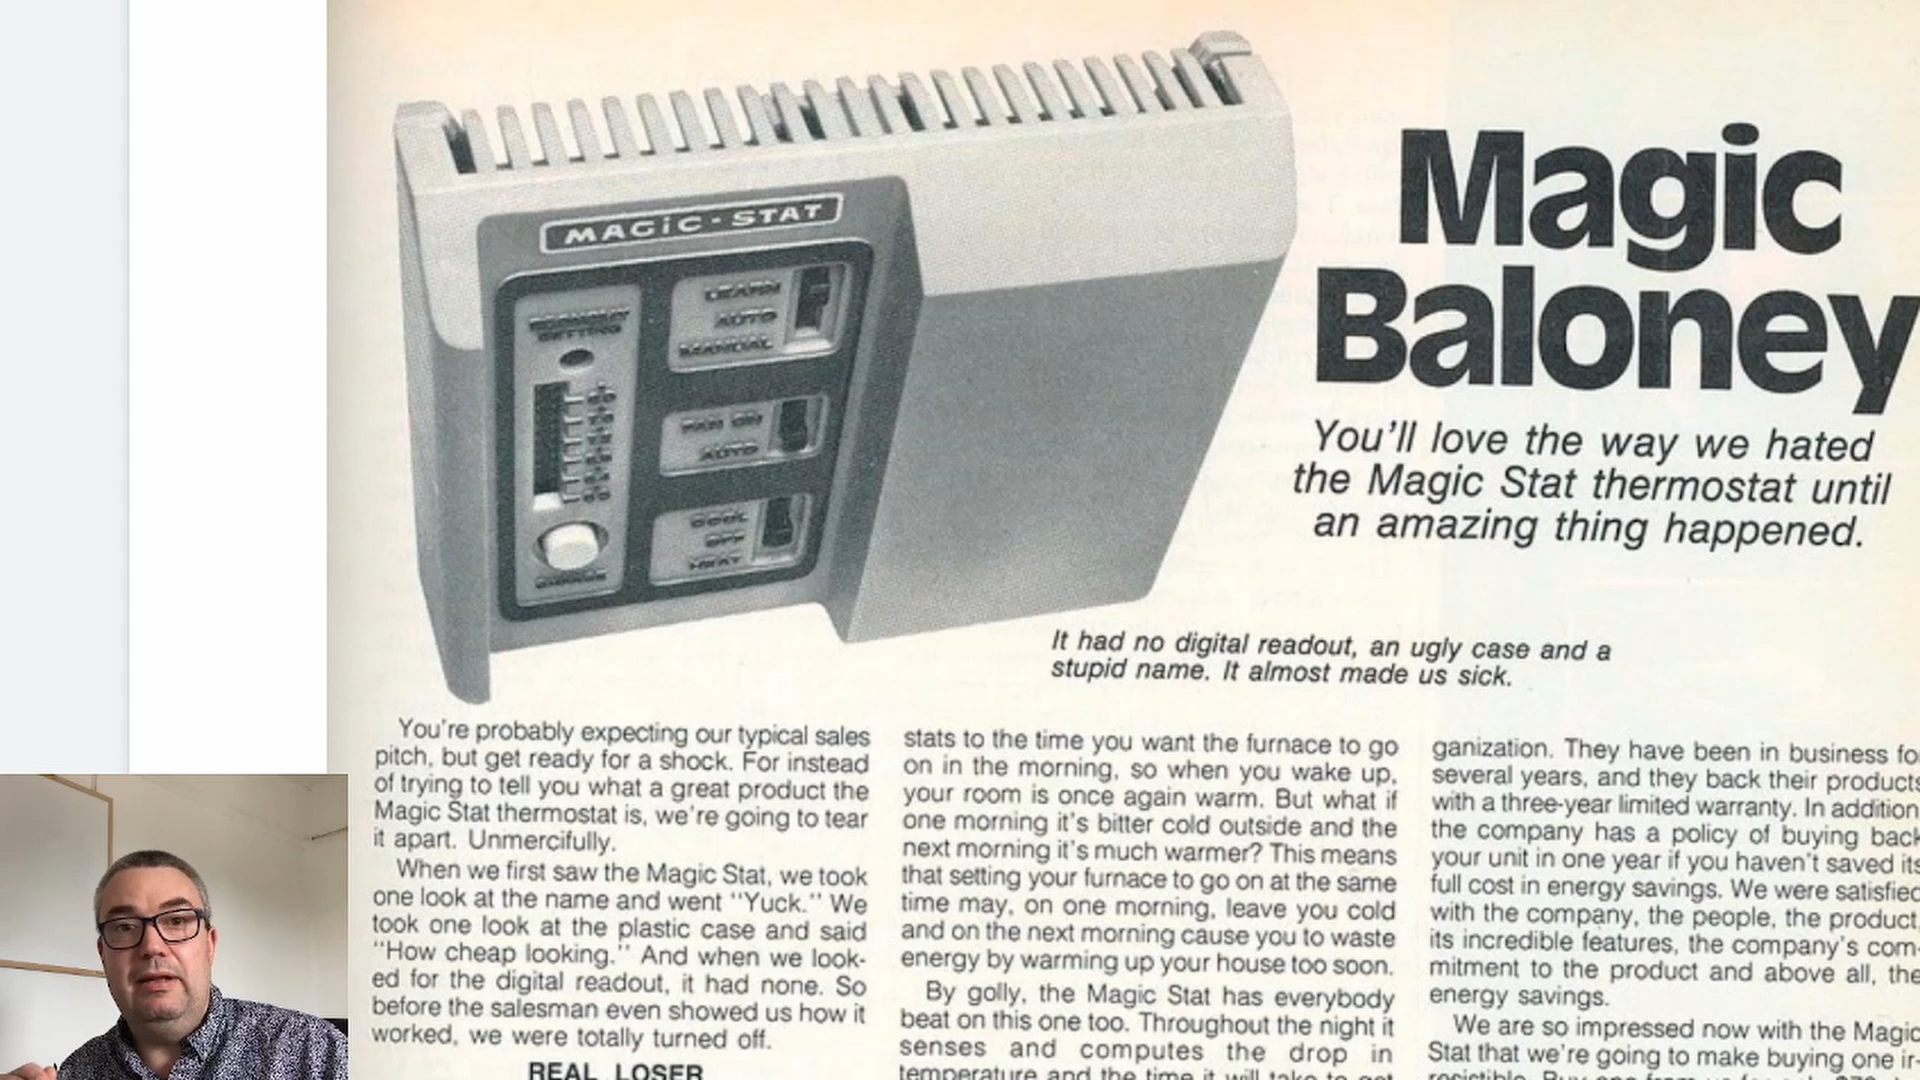 MAGIC-STAT
LEARN
AUTO
MANUAL
FAN ON
AUTO
COOL
OFF
HEAT
Magic
Baloney
You'll love the way we hated
the Magic Stat thermostat until
an amazing thing happened.
It had no digital readout, an ugly case and a
stupid name. It almost made us sick.
You're probably expecting our typical sales
pitch, but get ready for a shock. For instead
of trying to tell you what a great product the
Magic Stat thermostat is, we're going to tear
it apart. Unmercifully.
When we first saw the Magic Stat, we took
one look at the name and went "Yuck." We
took one look at the plastic case and said
"How cheap looking." And when we look-
ed for the digital readout, it had none. So
before the salesman even showed us how it
worked, we were totally turned off.
REAL LOSER
stats to the time you want the furnace to go
on in the morning, so when you wake up,
your room is once again warm. But what if
one morning it's bitter cold outside and the
next morning it's much warmer? This means
that setting your furnace to go on at the same
time may, on one morning, leave you cold
and on the next morning cause you to waste
energy by warming up your house too soon.
By golly, the Magic Stat has everybody
beat on this one too. Throughout the night it
senses and computes the drop in
temperature and the time it will take to get
ganization. They have been in business fo
several years, and they back their products
with a three-year limited warranty. In addition,
the company has a policy of buying back
your unit in one year if you haven't saved its
full cost in energy savings. We were satisfied
with the company, the people, the product,
its incredible features, the company's com-
mitment to the product and above all, the
energy savings.
We are so impressed now with the Magic
Stat that we're going to make buying one ir-